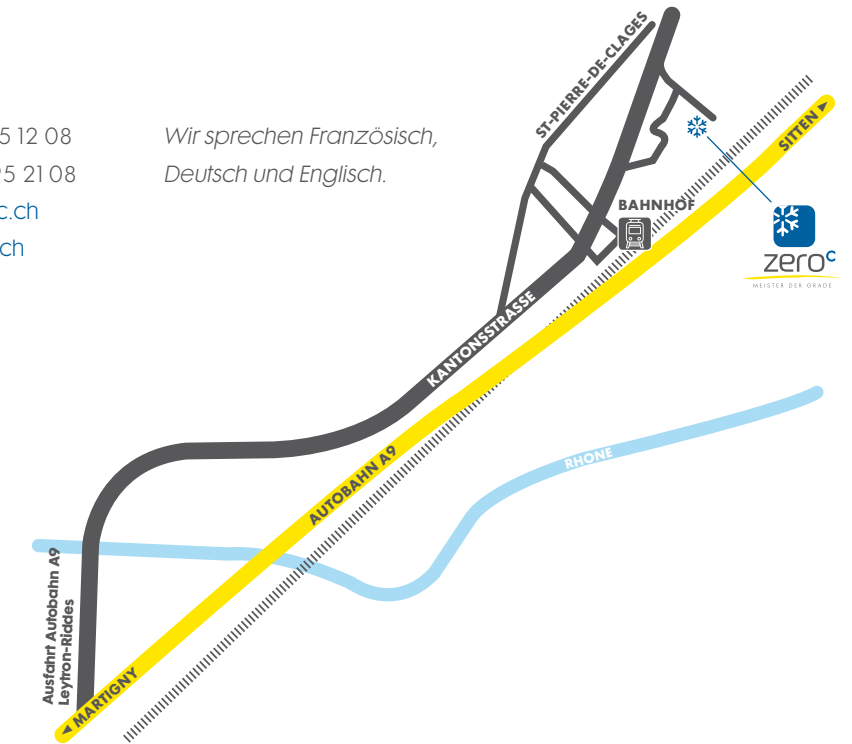 5 12 08
5 21 08
c.ch
ch
Wir sprechen Französisch,
Deutsch und Englisch.
ST-PIERRE-DE-CLAGES
SITTEN
BAHNHOF
zero c
MEISTER DER GRADE
KANTONSSTRASSE
AUTOBAHN A9
RHONE
Ausfahrt Autobahn A9
Leytron-Riddes
MARTIGNY